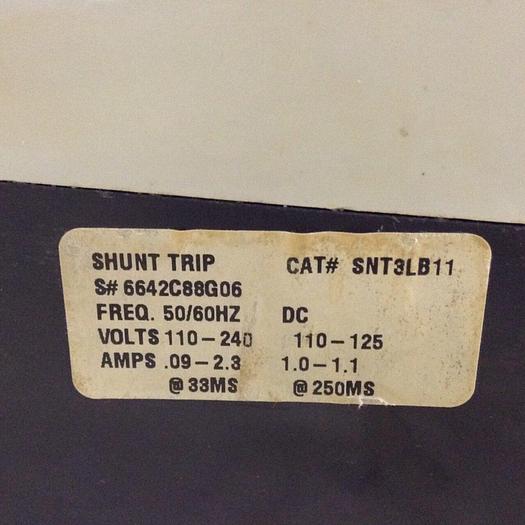 SHUNT TRIP CAT# SNT3LB11
S# 6642C88G06
FREQ. 50/60HZ DC
VOLTS 110-240 110-125
AMPS .09-2.3 1.0-1.1
@ 33MS @ 250MS